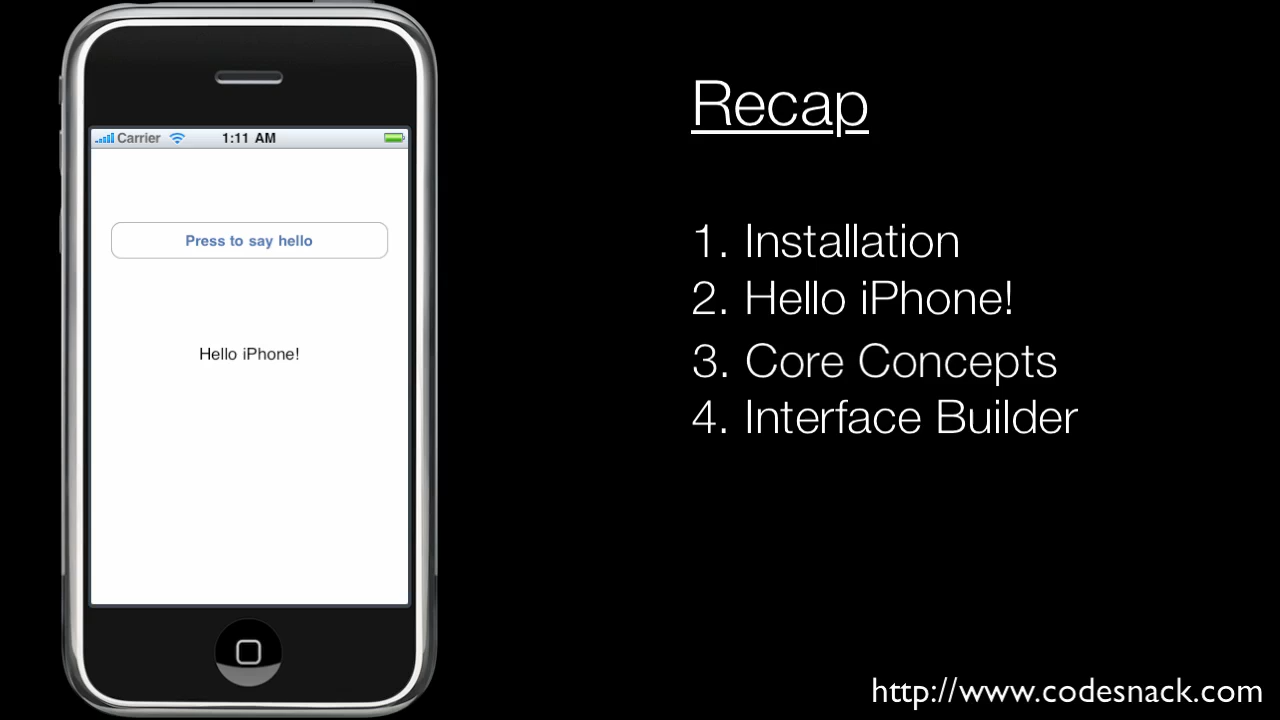 Carrier 1:11 AM
Press to say hello
Hello iPhone!
Recap
1. Installation
2. Hello iPhone!
3. Core Concepts
4. Interface Builder
http://www.codesnack.com